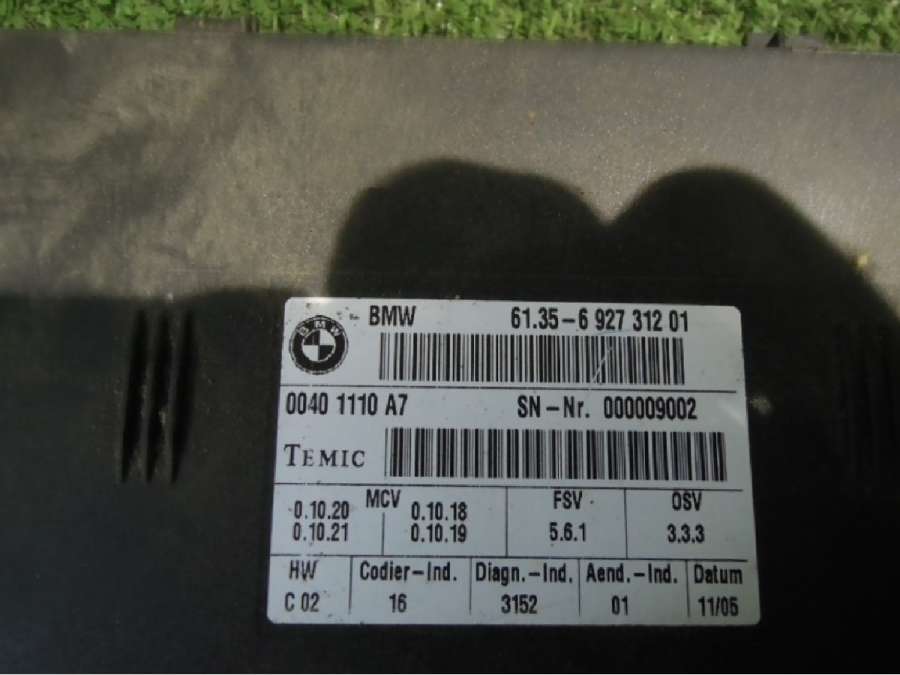 BMW
BMW 61.35-6 927 312 01
0040 1110 A7 SN-Nr. 000009002
TEMIC
MCV FSV OSV
0.10.20 0.10.18
0.10.21 0.10.19 5.6.1 3.3.3
HW Codier-Ind. Diagn.-Ind. Aend.-Ind. Datum
C 02 16 3152 01 11/05